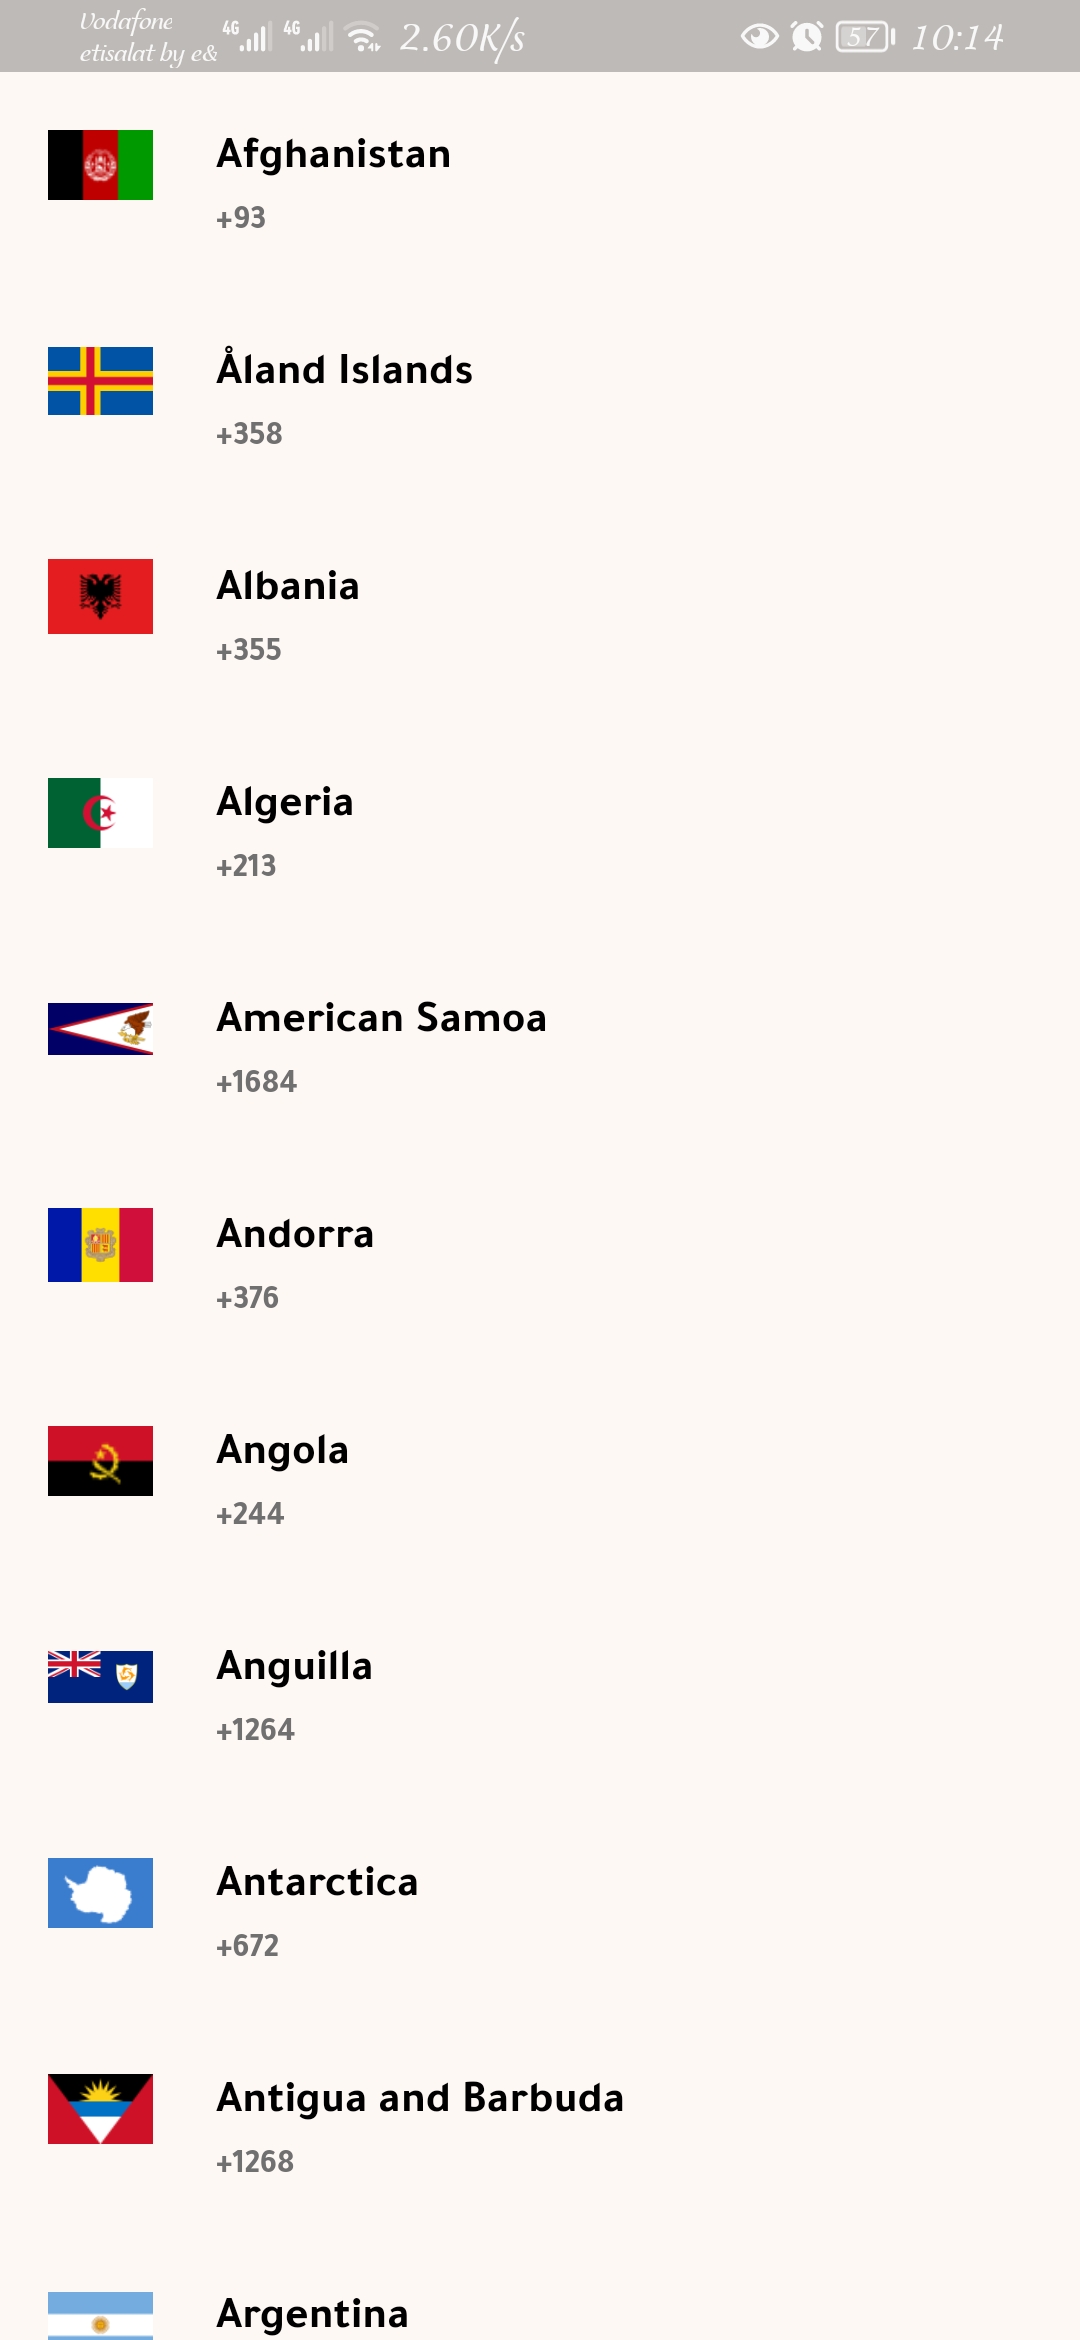 Vodafone
etisalat by e&
4G 4G 2.60K/s 57 10:14
Afghanistan
+93
Åland Islands
+358
Albania
+355
Algeria
+213
American Samoa
+1684
Andorra
+376
Angola
+244
Anguilla
+1264
Antarctica
+672
Antigua and Barbuda
+1268
Argentina